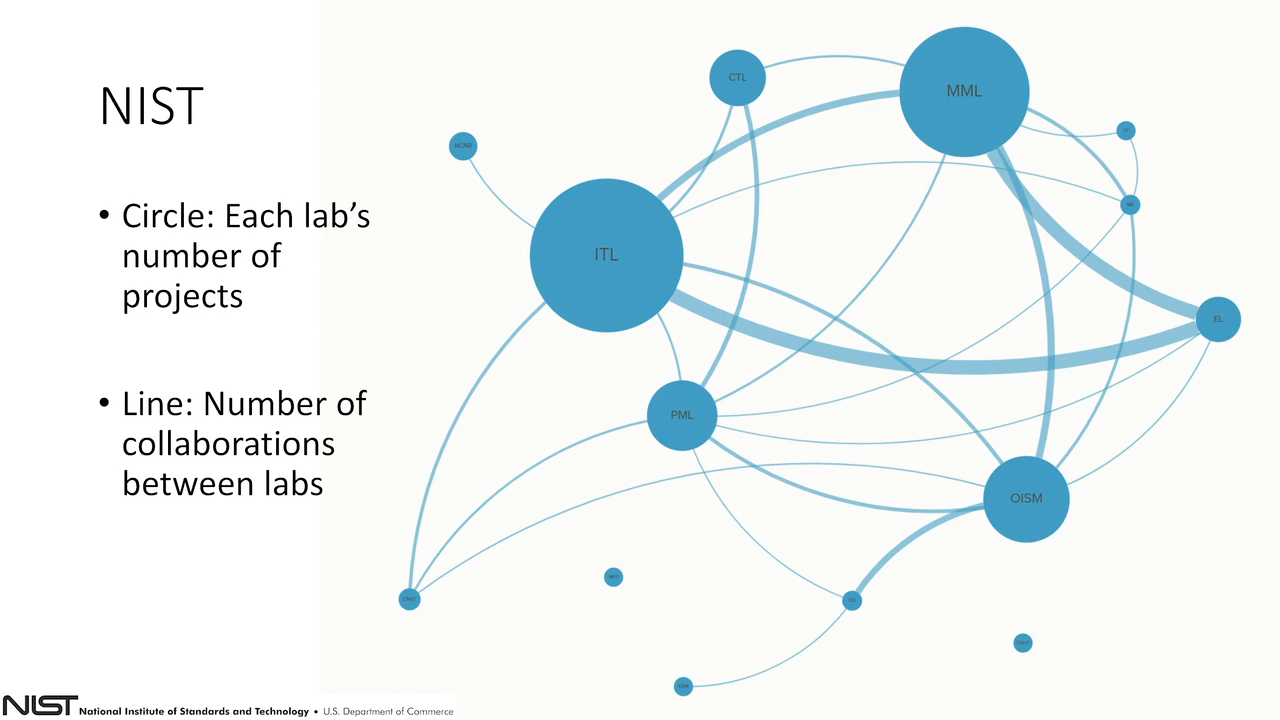 NIST
• Circle: Each lab's
number of
projects
• Line: Number of
collaborations
between labs
CTL
MML
NCNR
ITL
EL
PML
OISM
CNST
NIST National Institute of Standards and Technology • U.S. Department of Commerce